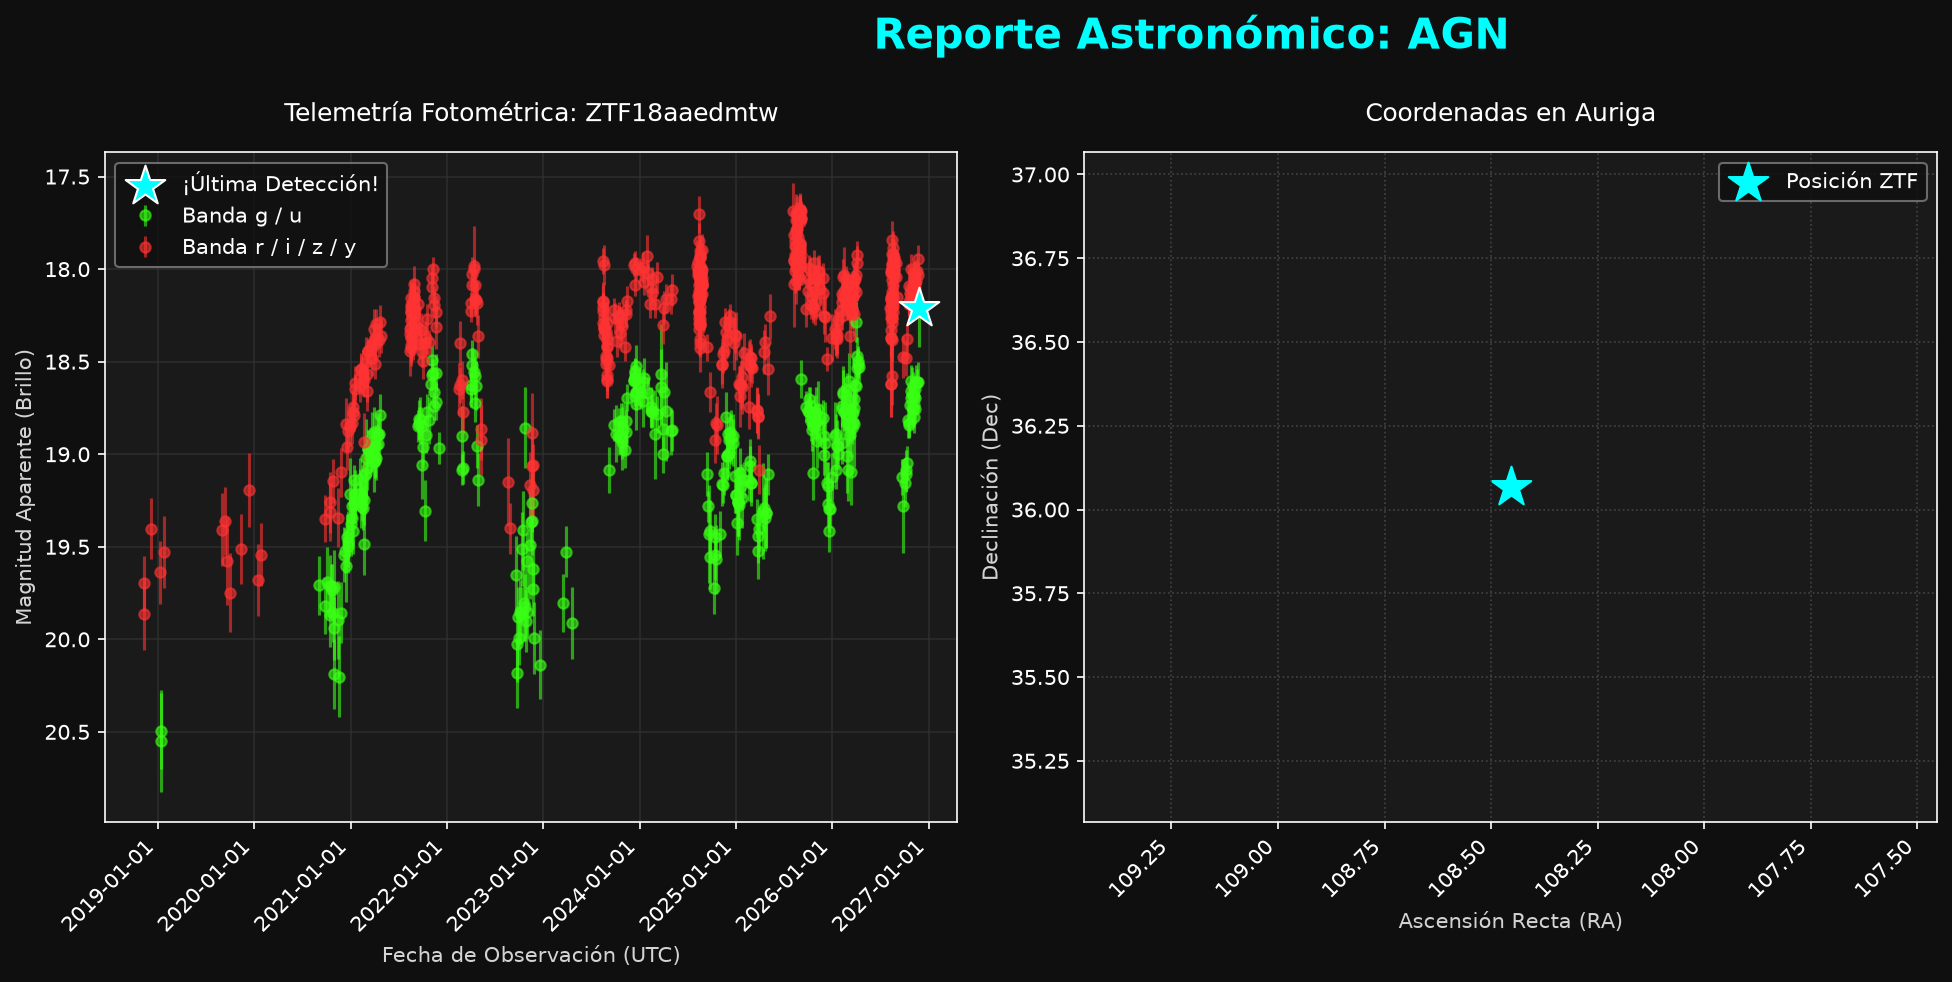 Reporte Astronómico: AGN
Telemetría Fotométrica: ZTF18aaedmtw
¡Última Detección!
Banda g / u
Banda r / i / z / y
Magnitud Aparente (Brillo)
17.5
18.0
18.5
19.0
19.5
20.0
20.5
2019-01-01
2020-01-01
2021-01-01
2022-01-01
2023-01-01
2024-01-01
2025-01-01
2026-01-01
2027-01-01
Fecha de Observación (UTC)
Coordenadas en Auriga
Posición ZTF
Declinación (Dec)
37.00
36.75
36.50
36.25
36.00
35.75
35.50
35.25
109.25
109.00
108.75
108.50
108.25
108.00
107.75
107.50
Ascensión Recta (RA)